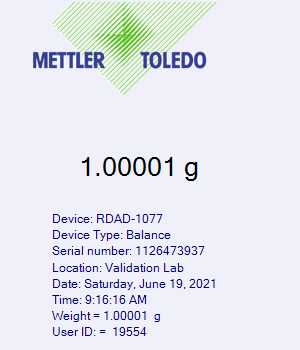 METTLER TOLEDO
1.00001 g
Device: RDAD-1077
Device Type: Balance
Serial number: 1126473937
Location: Validation Lab
Date: Saturday, June 19, 2021
Time: 9:16:16 AM
Weight = 1.00001 g
User ID: = 19554